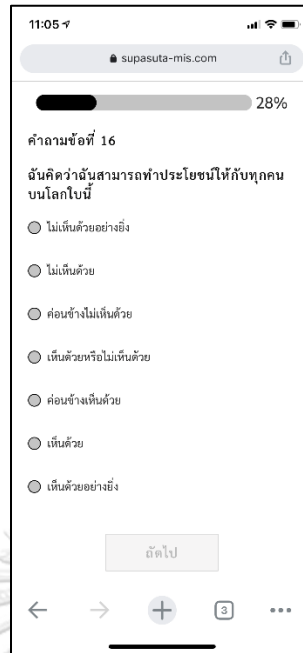 11:05
supasuta-mis.com
28%
คำถามข้อที่ 16
ฉันคิดว่าฉันสามารถทำประโยชน์ให้กับทุกคน
บนโลกใบนี้
ไม่เห็นด้วยอย่างยิ่ง
ไม่เห็นด้วย
ค่อนข้างไม่เห็นด้วย
เห็นด้วยหรือไม่เห็นด้วย
ค่อนข้างเห็นด้วย
เห็นด้วย
เห็นด้วยอย่างยิ่ง
ถัดไป
3